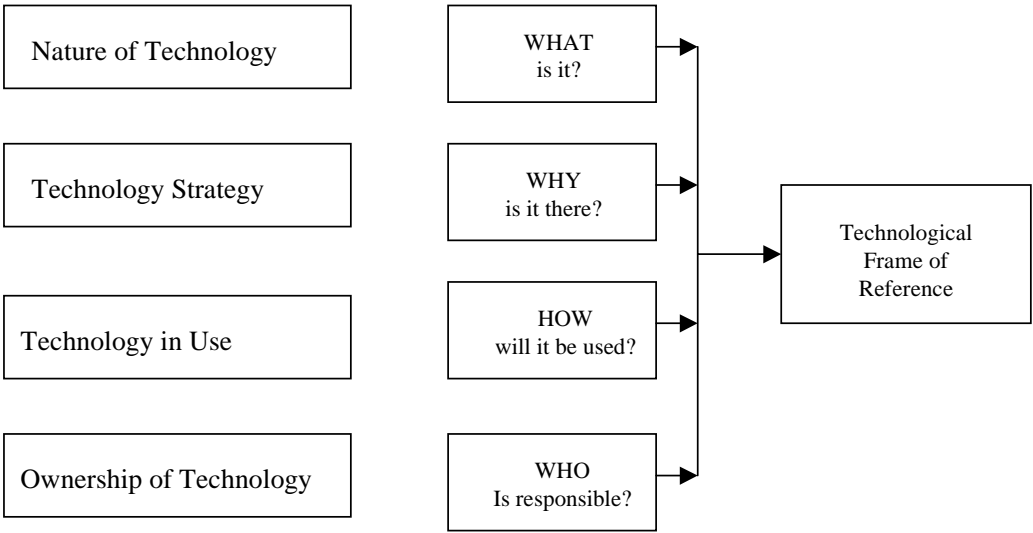 Nature of Technology
WHAT
is it?
Technology Strategy
WHY
is it there?
Technological
Frame of
Reference
Technology in Use
HOW
will it be used?
Ownership of Technology
WHO
Is responsible?